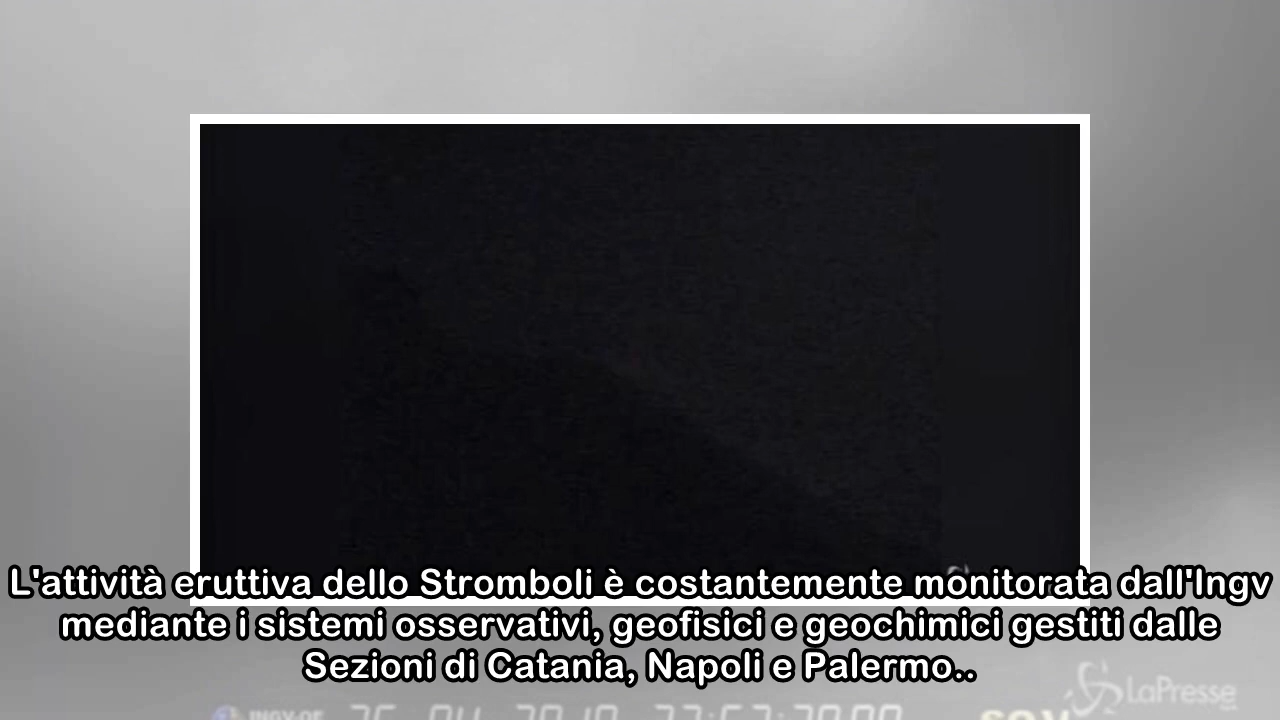 L'attività eruttiva dello Stromboli è costantemente monitorata dall'Ingv
mediante i sistemi osservativi, geofisici e geochimici gestiti dalle
Sezioni di Catania, Napoli e Palermo..
LaPresse